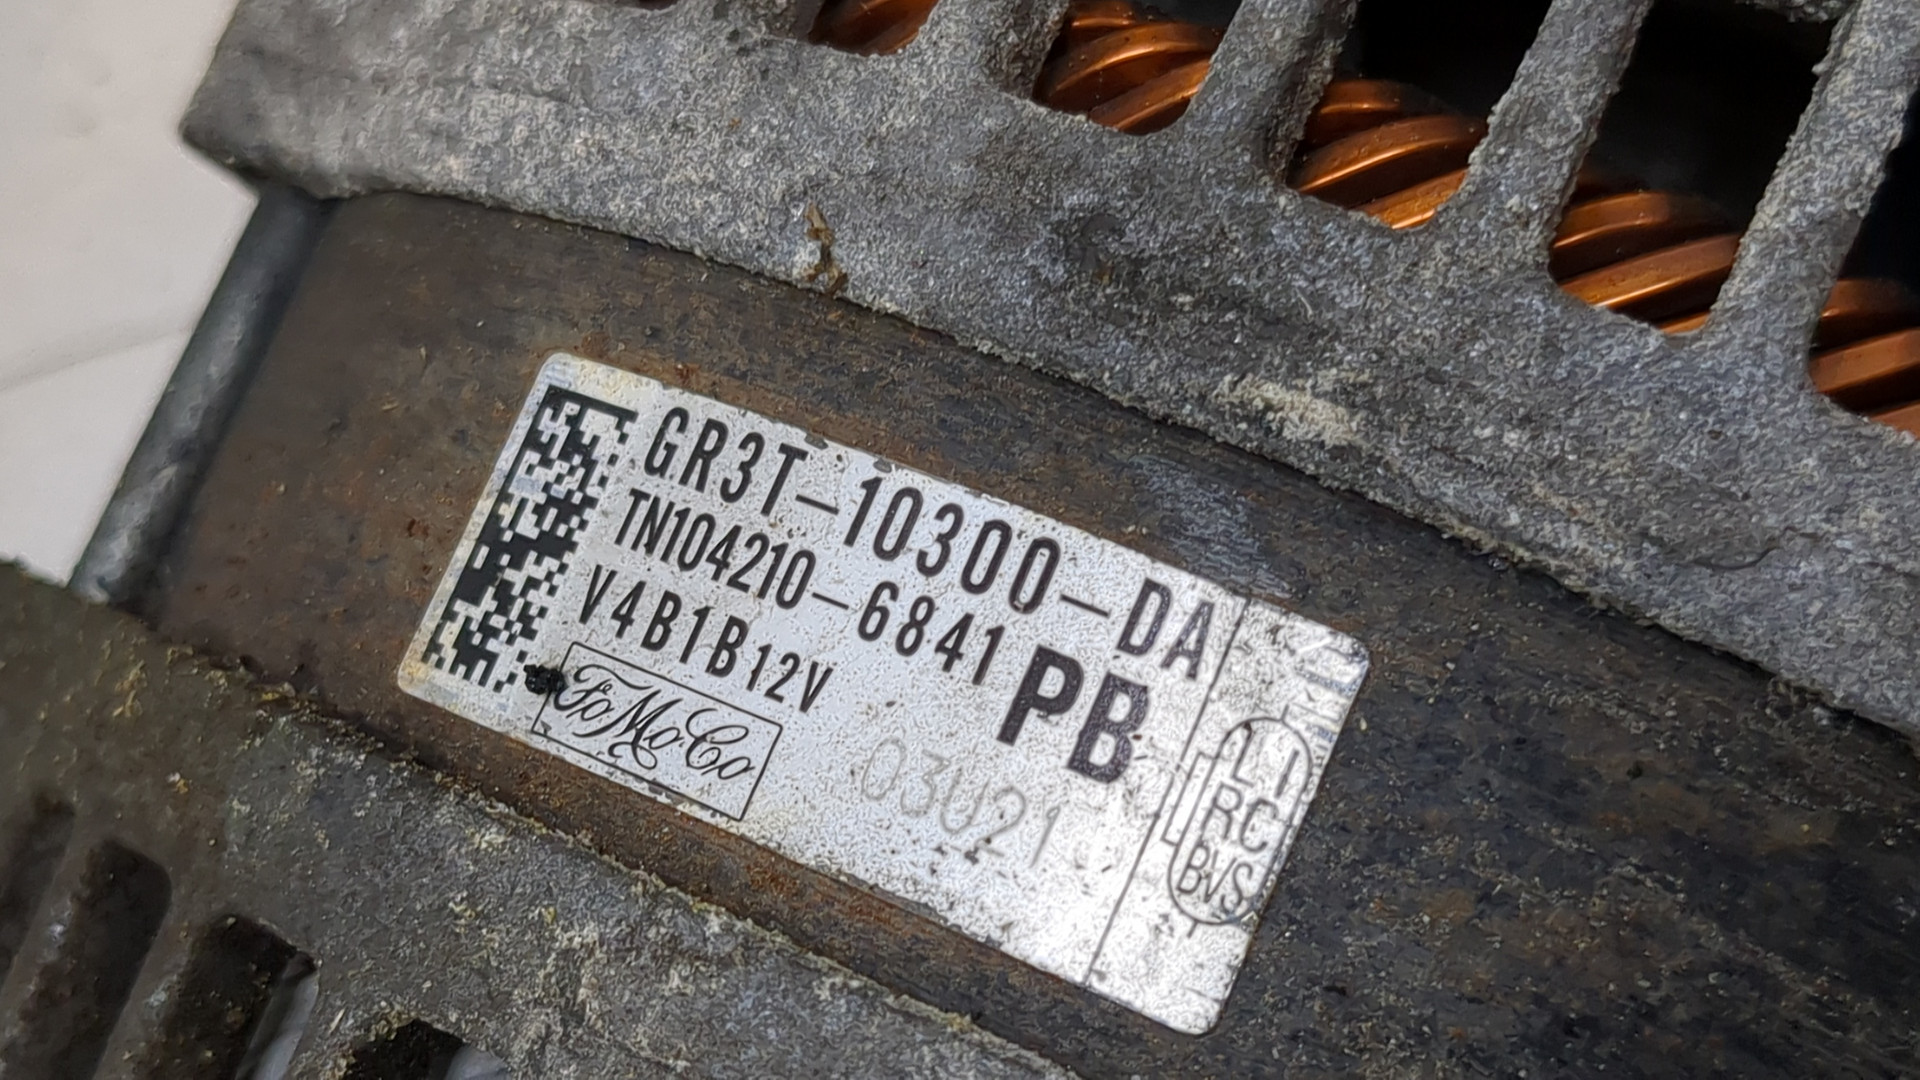 GR3T-10300-DA
TN104210-6841
V4B1B12V
PB
FoMoCo
03U21
LI
RC
BVS